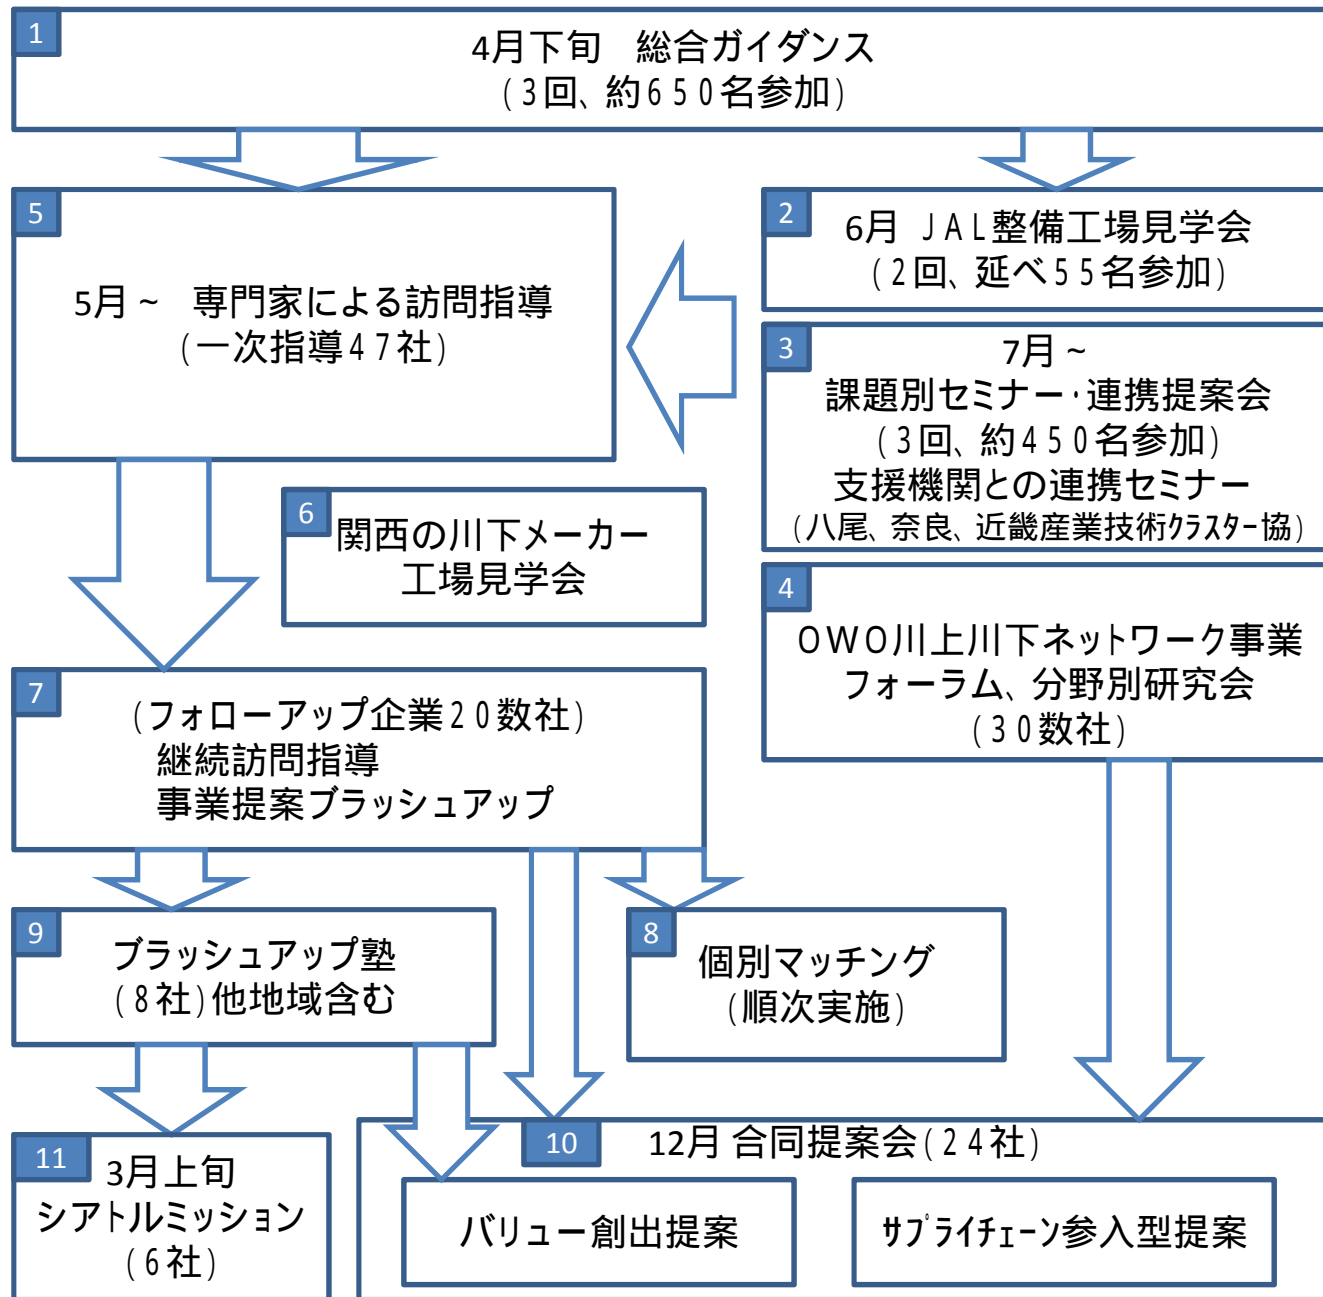 1
4月下旬　総合ガイダンス
(3回、約650名参加)
5
5月~　専門家による訪問指導
(一次指導47社)
2
6月 JAL整備工場見学会
(2回、延べ55名参加)
3
7月~
課題別セミナー・連携提案会
(3回、約450名参加)
支援機関との連携セミナー
(八尾、奈良、近畿産業技術クラスター協)
6
関西の川下メーカー
工場見学会
4
OWO川上川下ネットワーク事業
フォーラム、分野別研究会
(30数社)
7
(フォローアップ企業20数社)
継続訪問指導
事業提案ブラッシュアップ
9
ブラッシュアップ塾
(8社)他地域含む
8
個別マッチング
(順次実施)
11
3月上旬
シアトルミッション
(6社)
10
12月 合同提案会(24社)
バリュー創出提案
サプライチェーン参入型提案